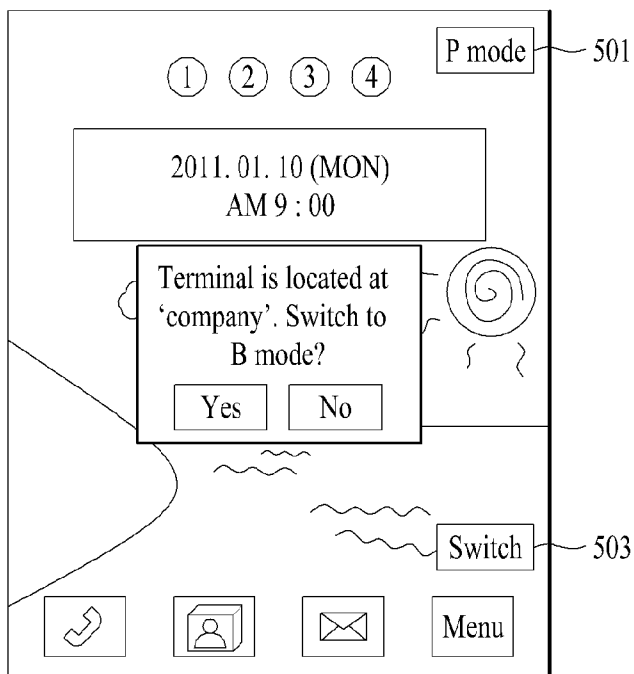 P mode
501
1 2 3 4
2011. 01. 10 (MON)
AM 9 : 00
Terminal is located at
‘company’. Switch to
B mode?
Yes No
Switch
503
Menu